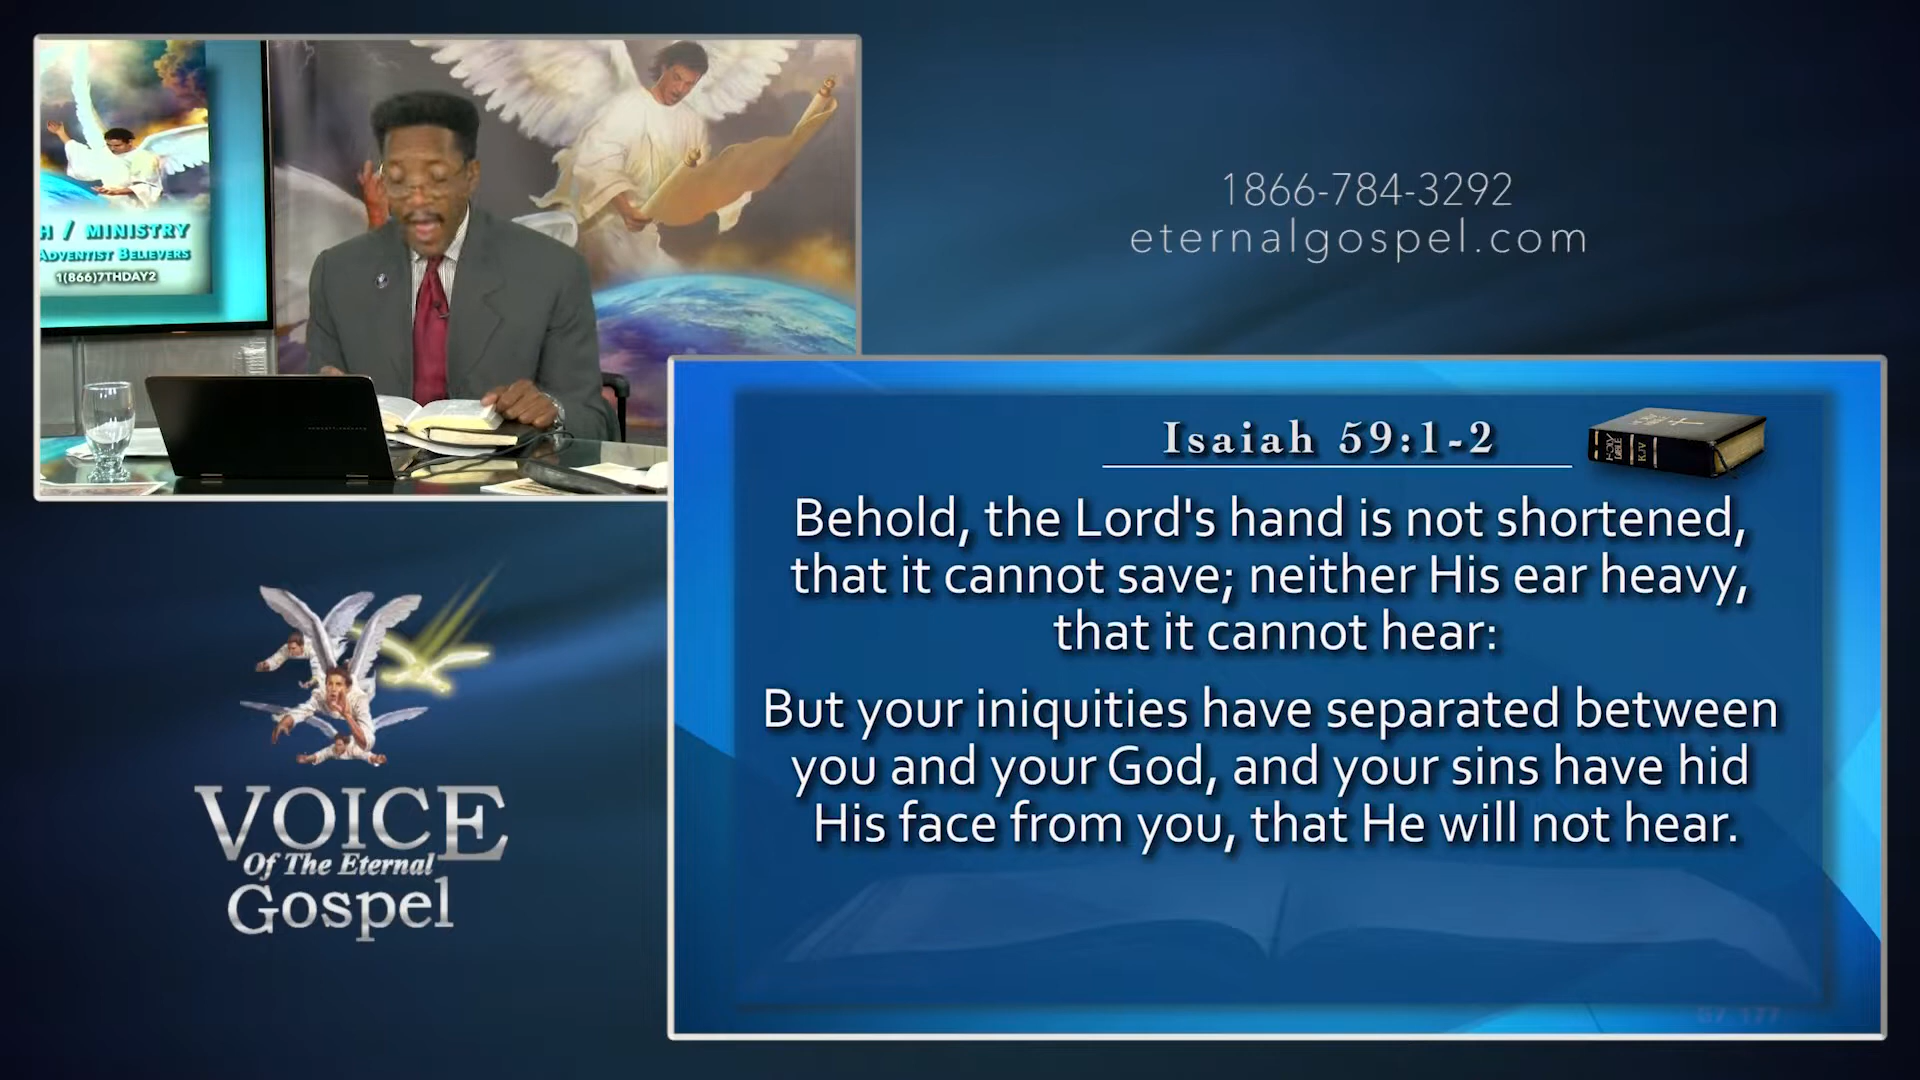 H / MINISTRY
ADVENTIST BELIEVERS
1(866)7THDAY2
1866-784-3292
eternalgospel.com
Isaiah 59:1-2
HOLY BIBLE
KJV
Behold, the Lord's hand is not shortened,
that it cannot save; neither His ear heavy,
that it cannot hear:
But your iniquities have separated between
you and your God, and your sins have hid
His face from you, that He will not hear.
VOICE
Of The Eternal
Gospel